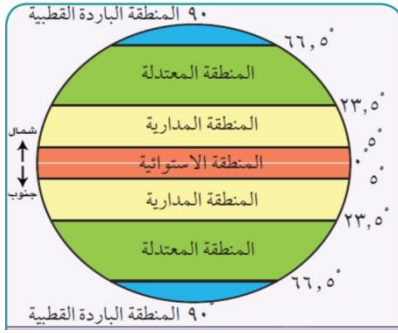 ٩٠ المنطقة الباردة القطبية
٦٦,٥°
المنطقة المعتدلة
٢٣,٥°
المنطقة المدارية
شمال
٥°
المنطقة الاستوائية
٠°
٥°
جنوب
المنطقة المدارية
٢٣,٥°
المنطقة المعتدلة
٦٦,٥°
٩٠° المنطقة الباردة القطبية